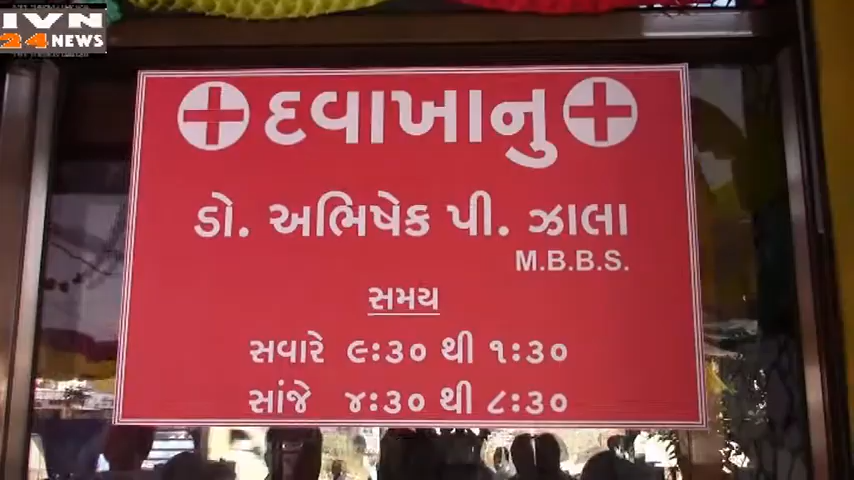 IVN
24 NEWS
દવાખાનુ
ડો. અભિષેક પી. ઝાલા
M.B.B.S.
સમય
સવારે ૯:૩૦ થી ૧:૩૦
સાંજે ૪:૩૦ થી ૮:૩૦